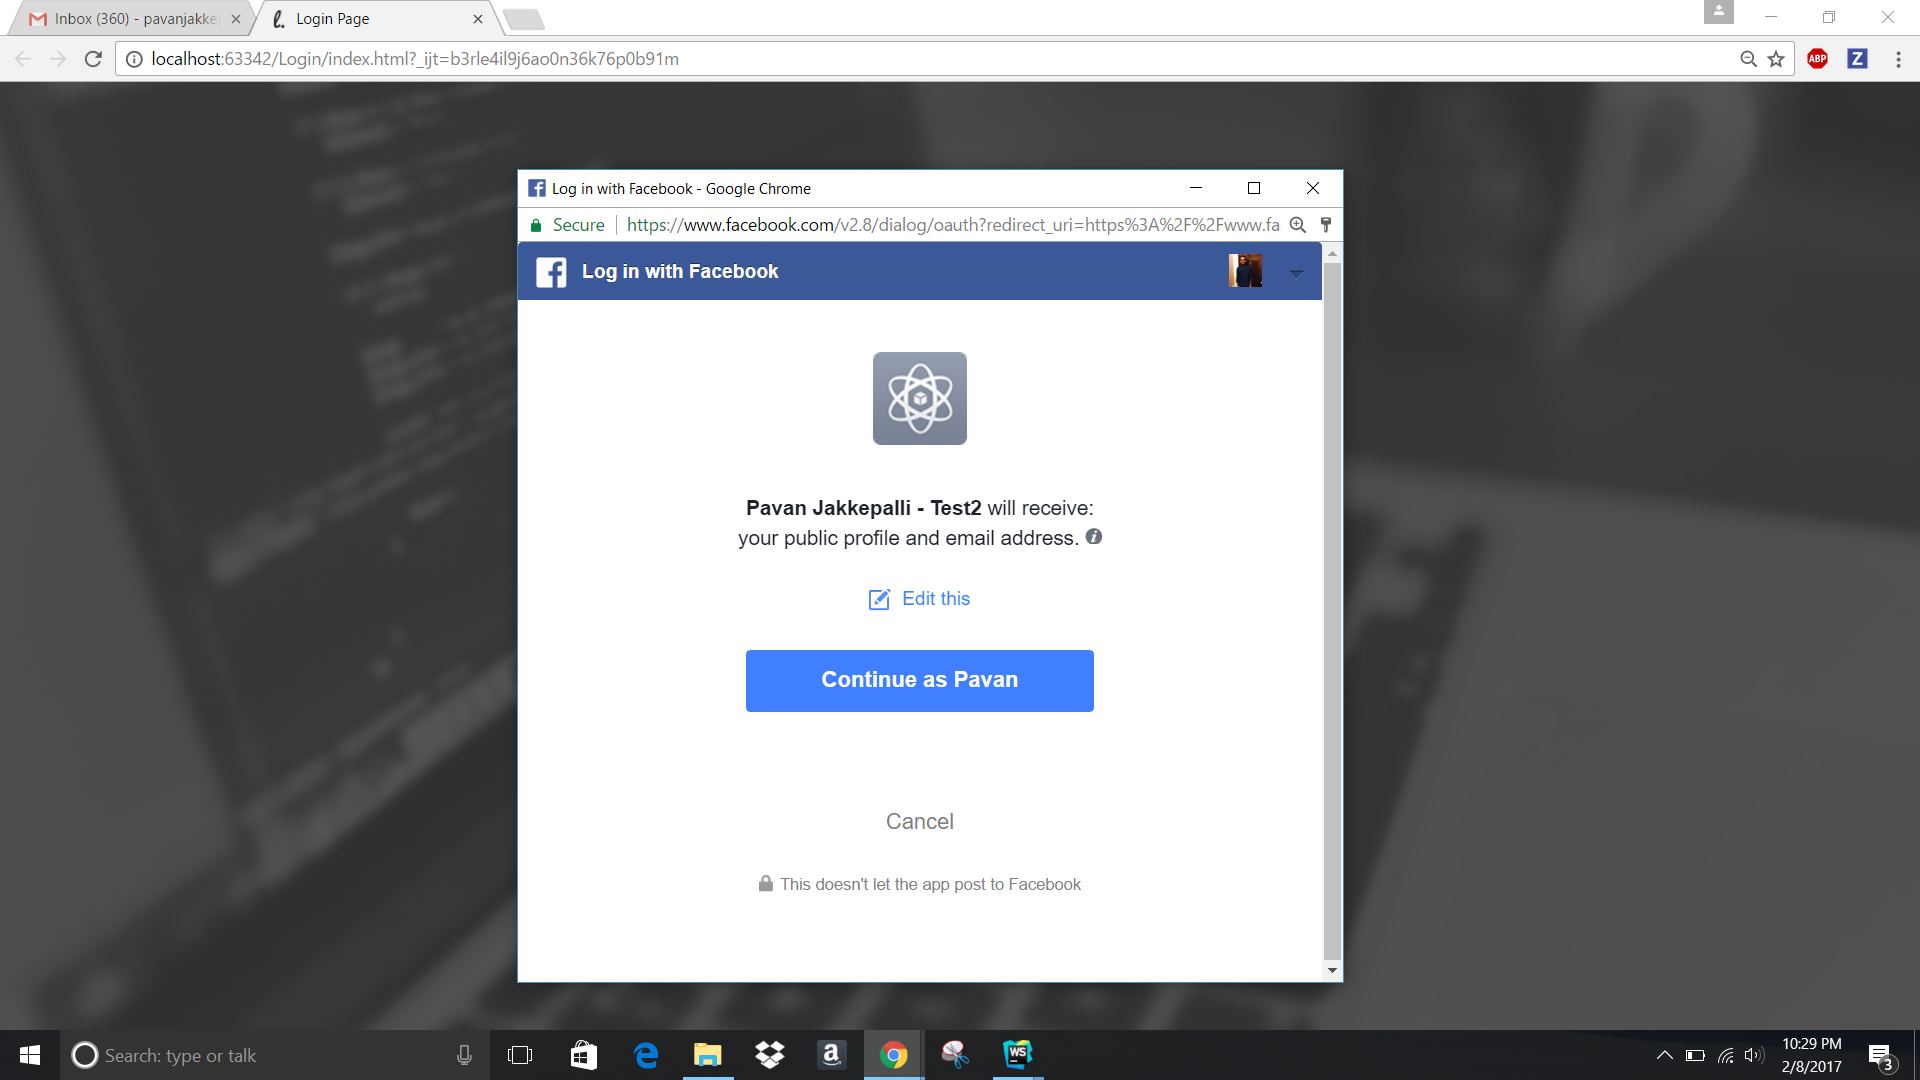 Inbox (360) - pavanjakke
Login Page
localhost:63342/Login/index.html?_ijt=b3rle4il9j6ao0n36k76p0b91m
ABP
Z
Log in with Facebook - Google Chrome
Secure
https://www.facebook.com/v2.8/dialog/oauth?redirect_uri=https%3A%2F%2Fwww.fa
Log in with Facebook
Pavan Jakkepalli - Test2 will receive:
your public profile and email address.
Edit this
Continue as Pavan
Cancel
This doesn't let the app post to Facebook
Search: type or talk
WS
10:29 PM
2/8/2017
3